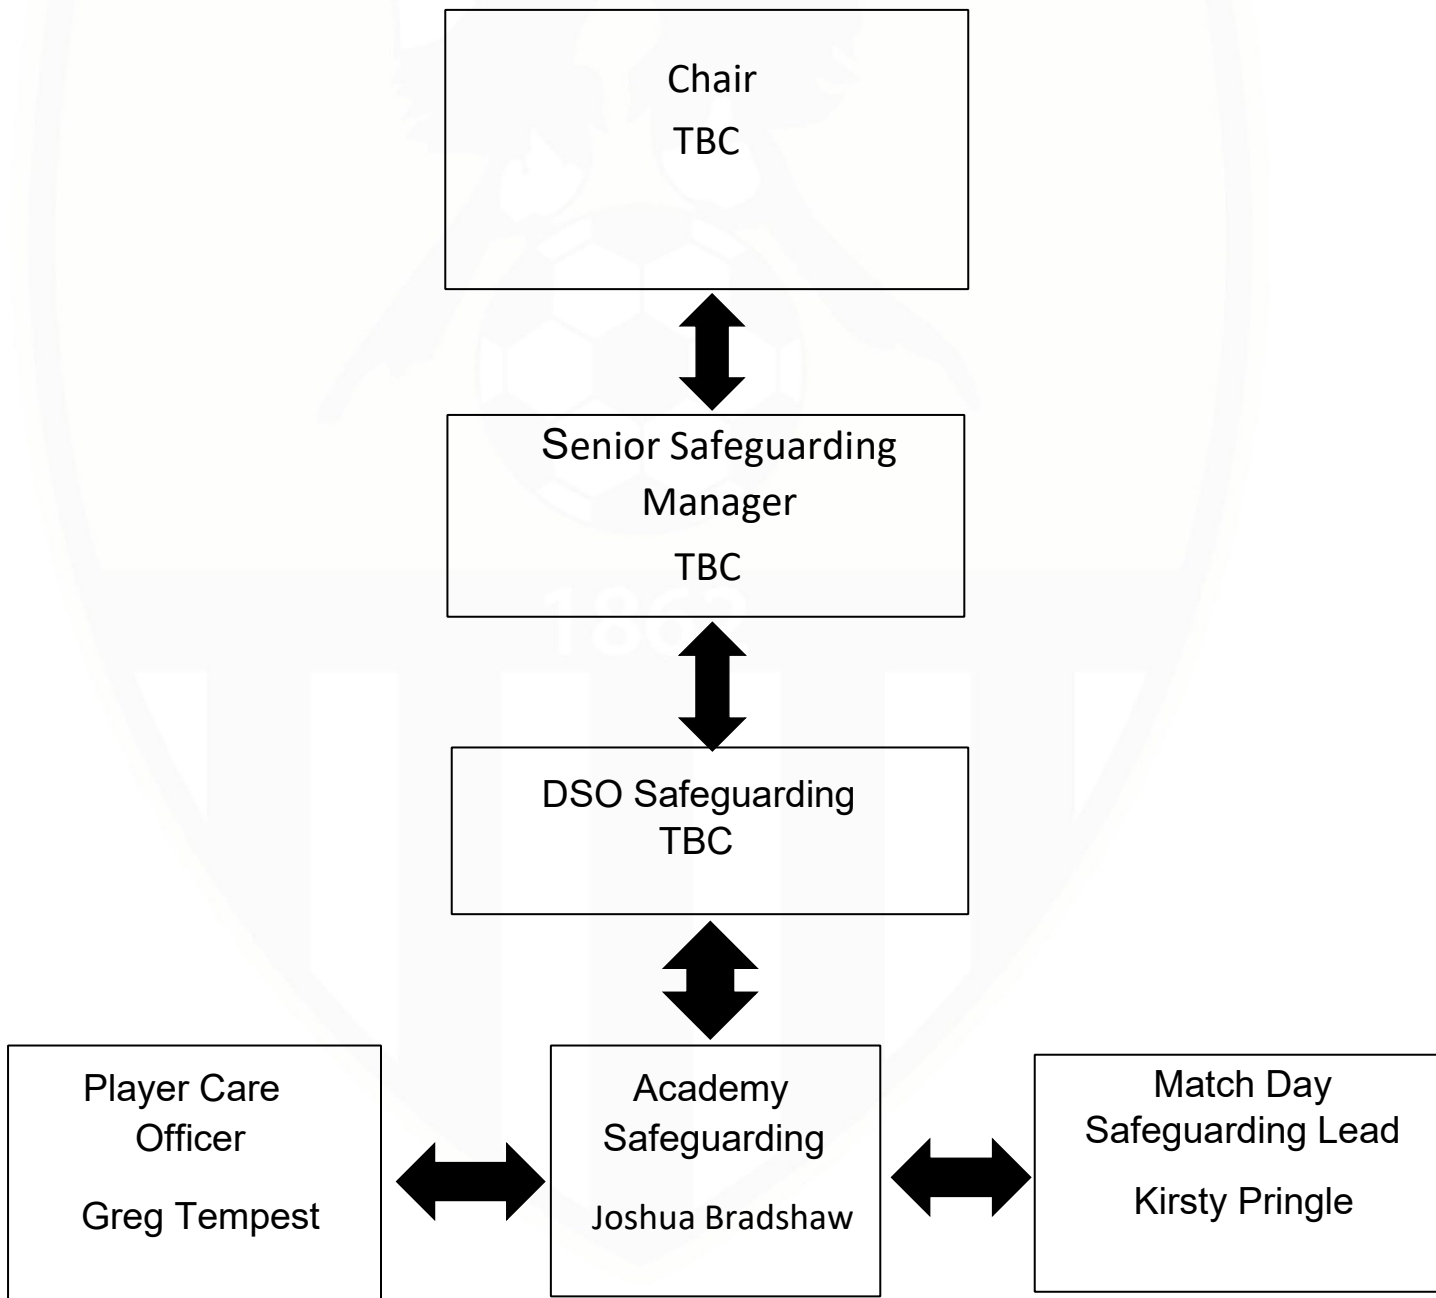 Chair
TBC
Senior Safeguarding
Manager
TBC
1862
DSO Safeguarding
TBC
Player Care
Officer
Greg Tempest
Academy
Safeguarding
Joshua Bradshaw
Match Day
Safeguarding Lead
Kirsty Pringle